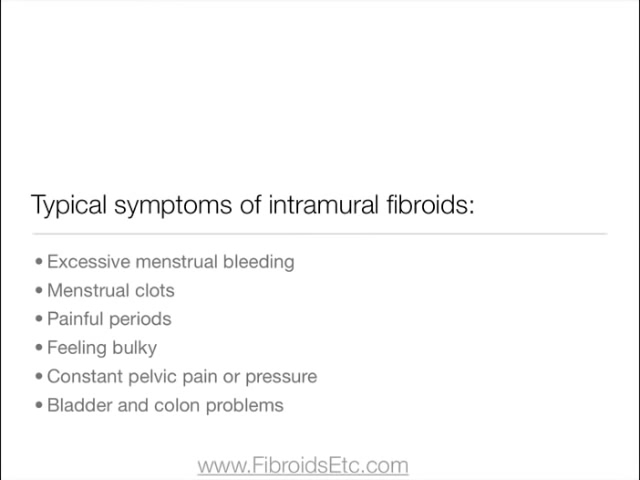 Typical symptoms of intramural fibroids:
• Excessive menstrual bleeding
• Menstrual clots
• Painful periods
• Feeling bulky
• Constant pelvic pain or pressure
• Bladder and colon problems
www.FibroidsEtc.com